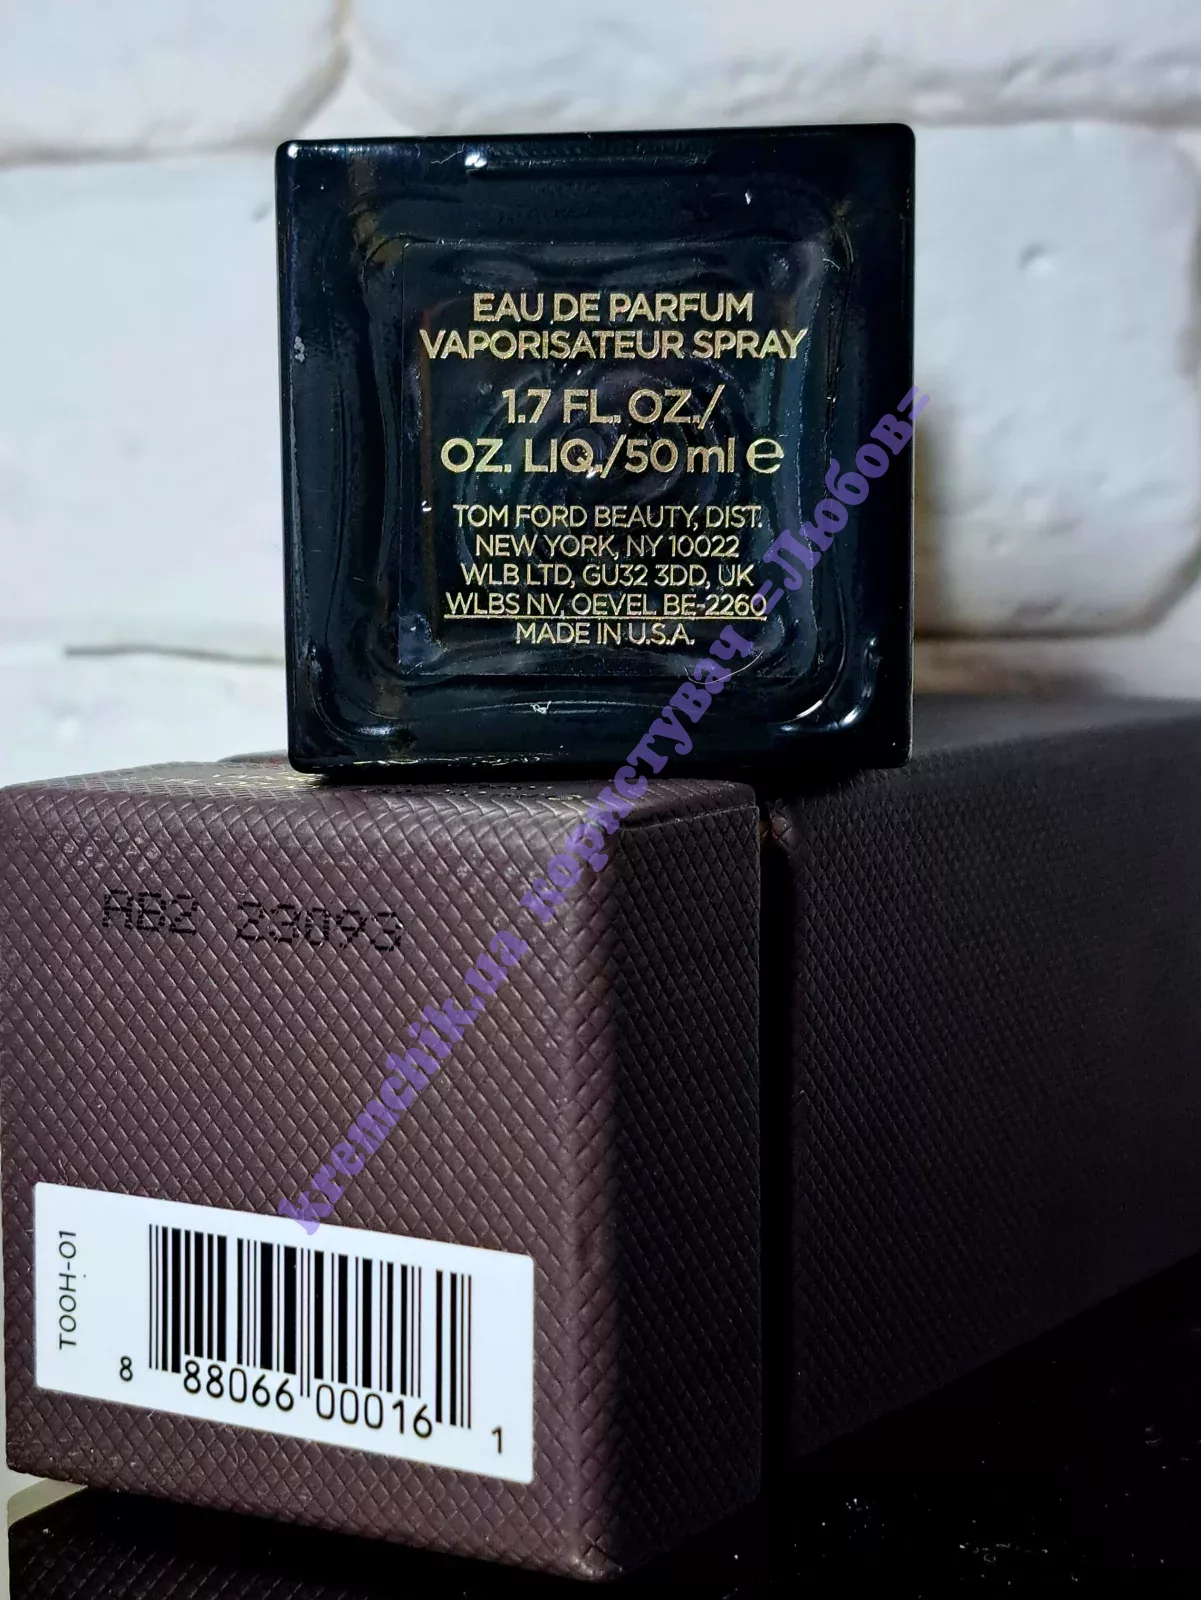 EAU DE PARFUM
VAPORISATEUR SPRAY
1.7 FL. OZ./
OZ. LIQ./50 ml e
TOM FORD BEAUTY, DIST.
NEW YORK, NY 10022
WLB LTD, GU32 3DD, UK
WLBS NV, OEVEL BE-2260
MADE IN U.S.A.
kremchik.ua користувач =Любов=
AB2 23093
TOOH-01
8 88066 00016 1